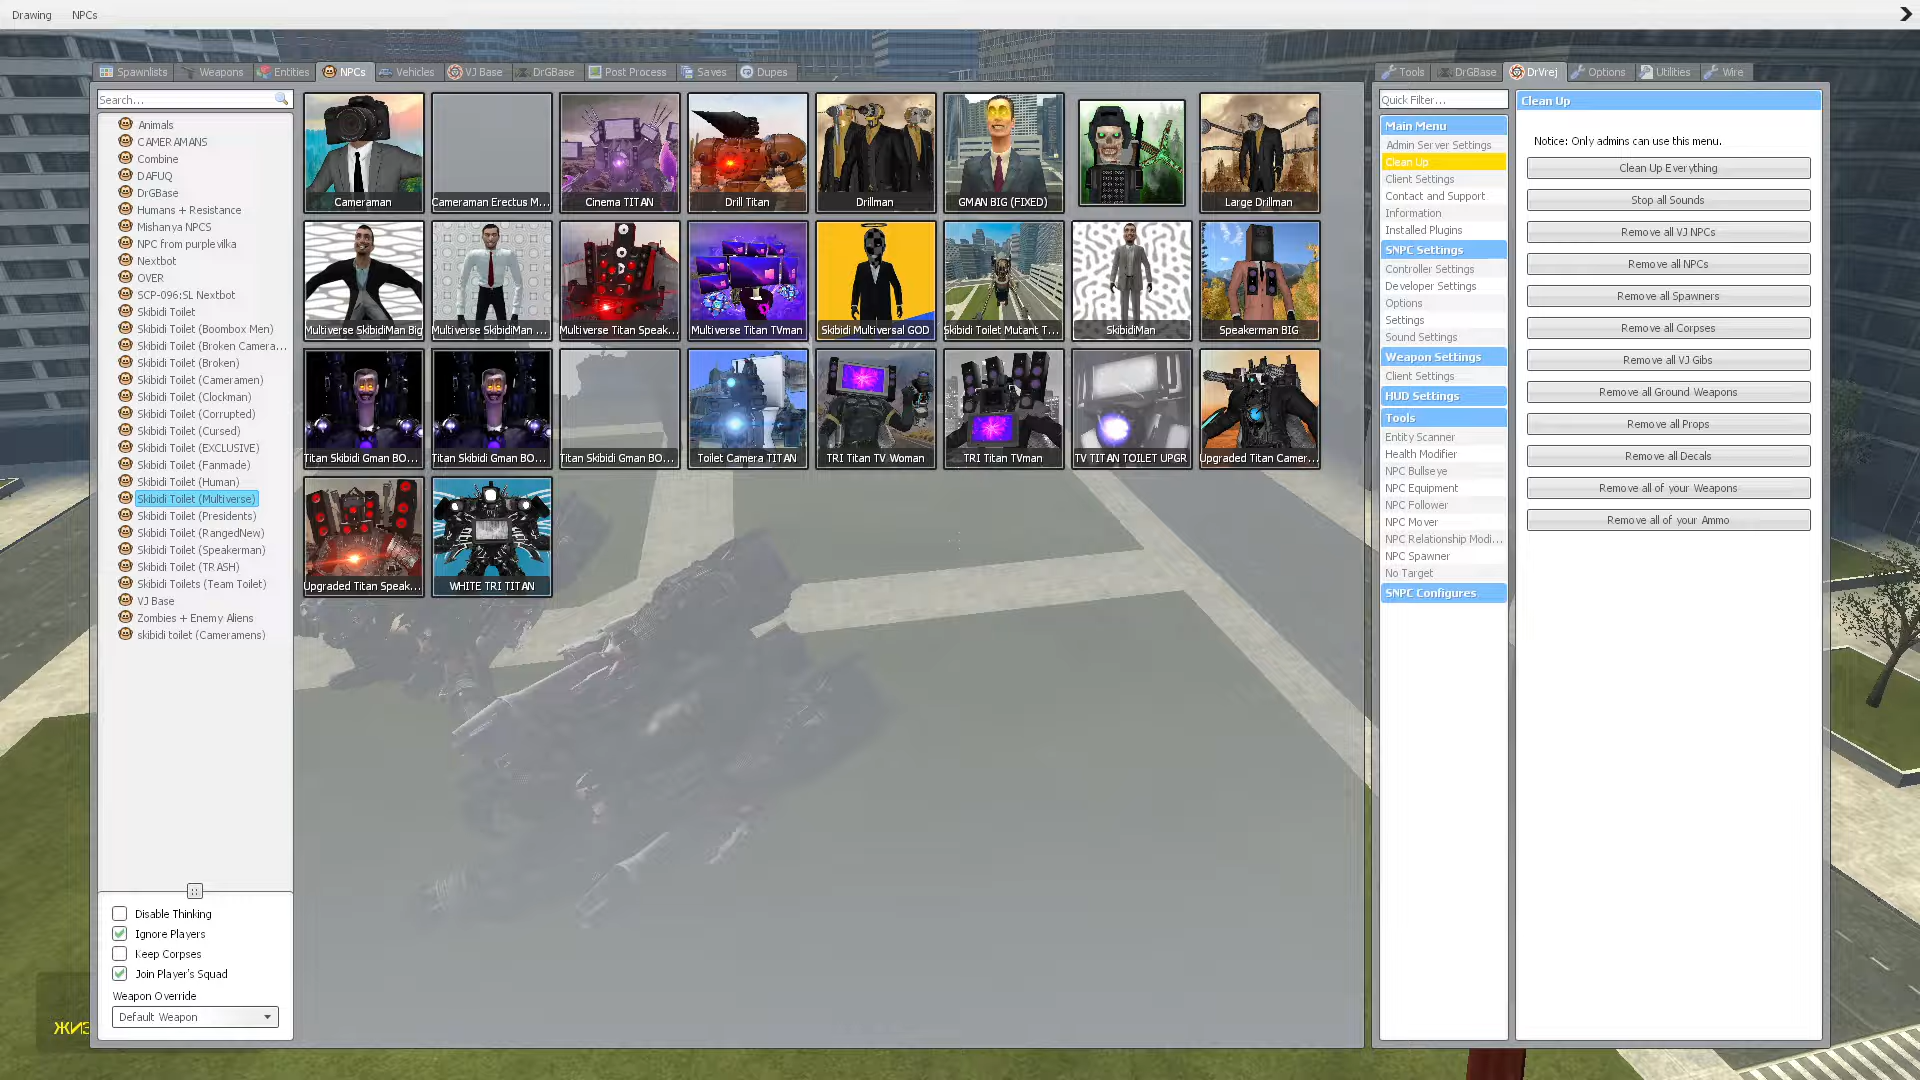 Drawing NPCs
Spawnlists Weapons Entities NPCs Vehicles VJ Base DrGBase Post Process Saves Dupes
Tools DrGBase DrVrej Options Utilities Wire
Search...
Animals
CAMERAMANS
Combine
DAFUQ
DrGBase
Humans + Resistance
Mishanya NPCS
NPC from purplevilka
Nextbot
OVER
SCP-096:SL Nextbot
Skibidi Toilet
Skibidi Toilet (Boombox Men)
Skibidi Toilet (Broken Camera...
Skibidi Toilet (Broken)
Skibidi Toilet (Cameramen)
Skibidi Toilet (Clockman)
Skibidi Toilet (Corrupted)
Skibidi Toilet (Cursed)
Skibidi Toilet (EXCLUSIVE)
Skibidi Toilet (Fanmade)
Skibidi Toilet (Human)
Skibidi Toilet (Multiverse)
Skibidi Toilet (Presidents)
Skibidi Toilet (RangedNew)
Skibidi Toilet (Speakerman)
Skibidi Toilet (TRASH)
Skibidi Toilets (Team Toilet)
VJ Base
Zombies + Enemy Aliens
skibidi toilet (Cameramens)
Disable Thinking
Ignore Players
Keep Corpses
Join Player's Squad
Weapon Override
Default Weapon
ЖИЗ
Cameraman Cameraman Erectus M... Cinema TITAN Drill Titan Drillman GMAN BIG (FIXED) Large Drillman
Multiverse SkibidiMan Big Multiverse SkibidiMan ... Multiverse Titan Speak... Multiverse Titan TVman Skibidi Multiversal GOD Skibidi Toilet Mutant T... SkibidiMan Speakerman BIG
Titan Skibidi Gman BO... Titan Skibidi Gman BO... Titan Skibidi Gman BO... Toilet Camera TITAN TRI Titan TV Woman TRI Titan TVman TV TITAN TOILET UPGR Upgraded Titan Camer...
Upgraded Titan Speak... WHITE TRI TITAN
Quick Filter...
Main Menu
Admin Server Settings
Clean Up
Client Settings
Contact and Support
Information
Installed Plugins
SNPC Settings
Controller Settings
Developer Settings
Options
Settings
Sound Settings
Weapon Settings
Client Settings
HUD Settings
Tools
Entity Scanner
Health Modifier
NPC Bullseye
NPC Equipment
NPC Follower
NPC Mover
NPC Relationship Modi...
NPC Spawner
No Target
SNPC Configures
Clean Up
Notice: Only admins can use this menu.
Clean Up Everything
Stop all Sounds
Remove all VJ NPCs
Remove all NPCs
Remove all Spawners
Remove all Corpses
Remove all VJ Gibs
Remove all Ground Weapons
Remove all Props
Remove all Decals
Remove all of your Weapons
Remove all of your Ammo